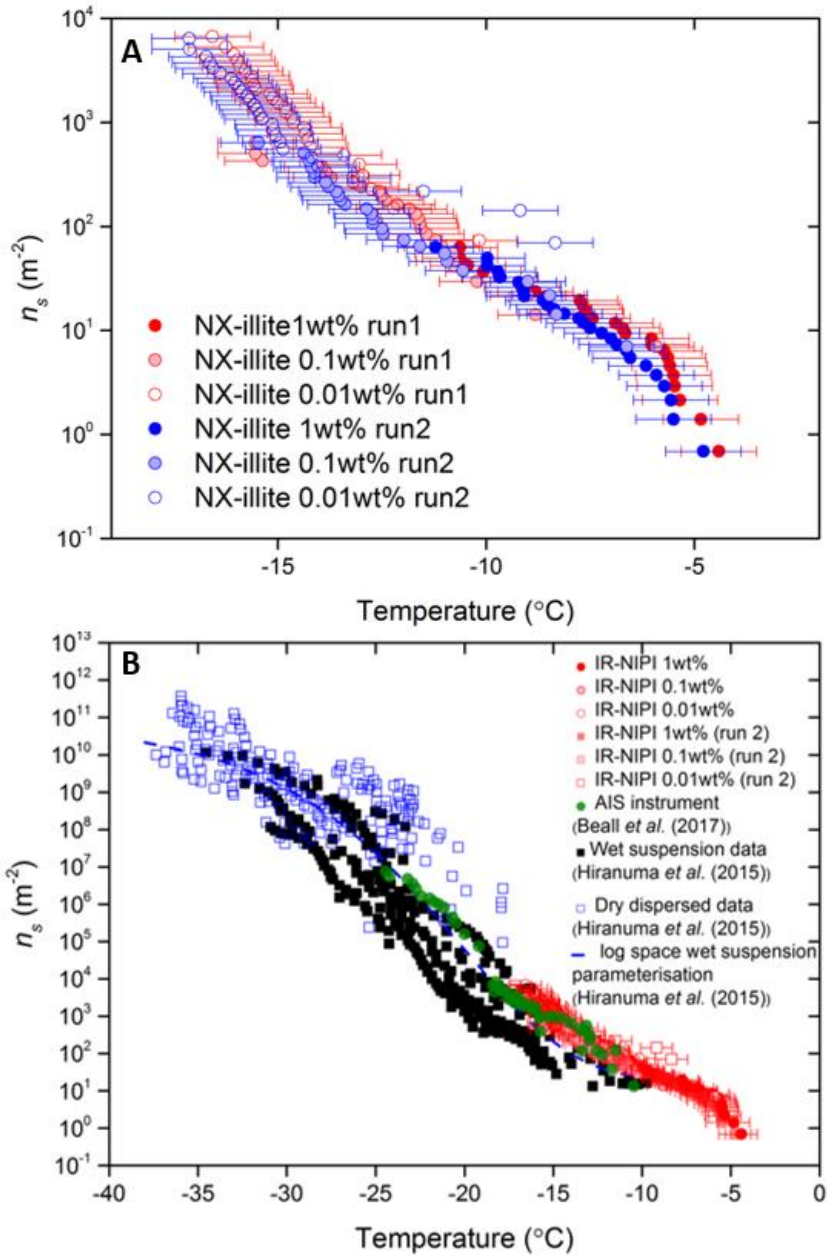 A
10⁴
10³
10²
10¹
10⁰
10⁻¹
nₛ (m⁻²)
NX-illite1wt% run1
NX-illite 0.1wt% run1
NX-illite 0.01wt% run1
NX-illite 1wt% run2
NX-illite 0.1wt% run2
NX-illite 0.01wt% run2
-15 -10 -5
Temperature (°C)
B
10¹³
10¹²
10¹¹
10¹⁰
10⁹
10⁸
10⁷
10⁶
10⁵
10⁴
10³
10²
10¹
10⁰
10⁻¹
nₛ (m⁻²)
IR-NIPI 1wt%
IR-NIPI 0.1wt%
IR-NIPI 0.01wt%
IR-NIPI 1wt% (run 2)
IR-NIPI 0.1wt% (run 2)
IR-NIPI 0.01wt% (run 2)
AIS instrument
(Beall et al. (2017))
Wet suspension data
(Hiranuma et al. (2015))
Dry dispersed data
(Hiranuma et al. (2015))
log space wet suspension
parameterisation
(Hiranuma et al. (2015))
-40 -35 -30 -25 -20 -15 -10 -5 0
Temperature (°C)